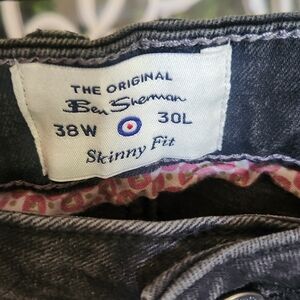 THE ORIGINAL
Ben Sherman
38W 30L
Skinny Fit